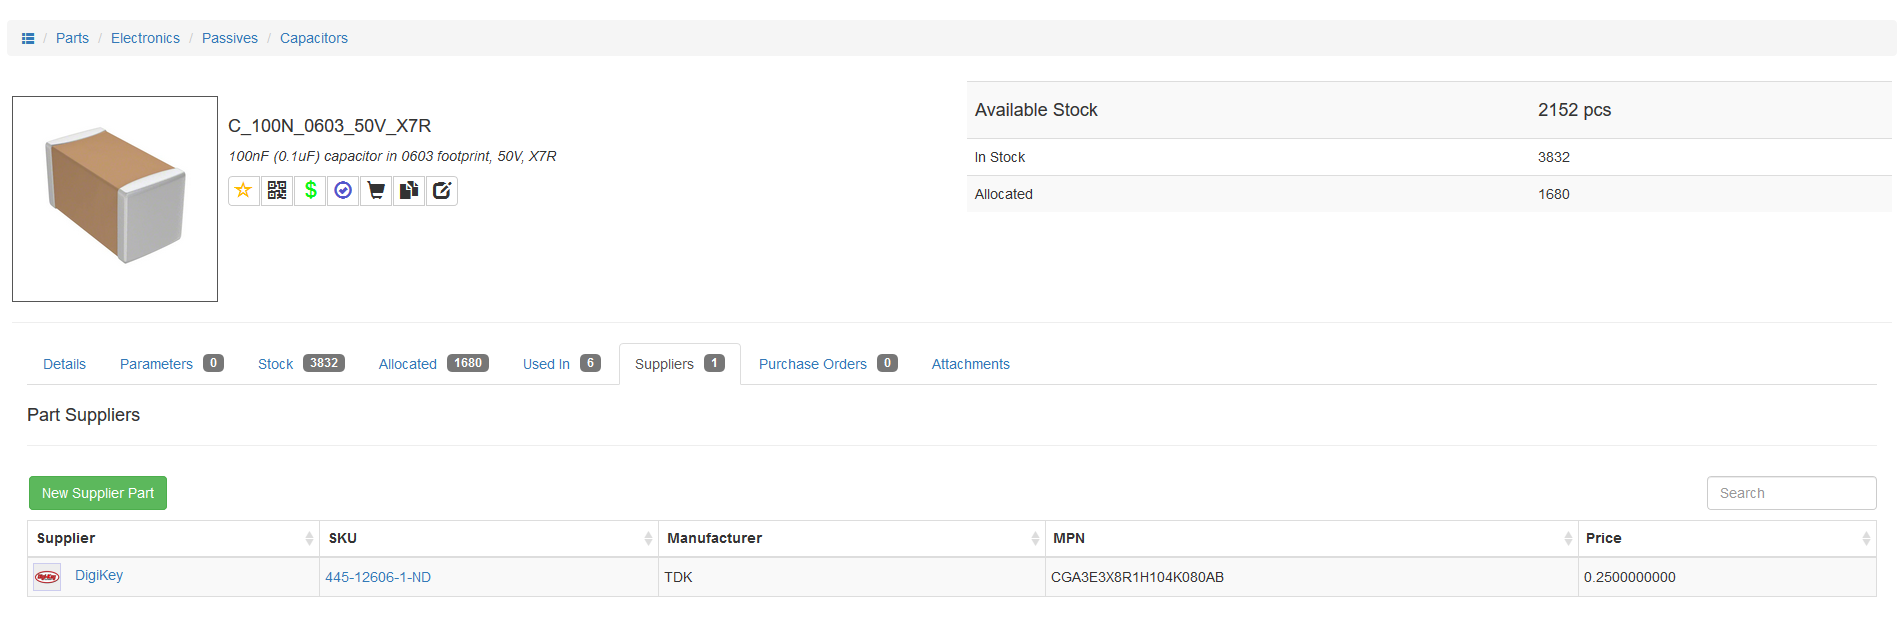 / Parts / Electronics / Passives / Capacitors
C_100N_0603_50V_X7R
100nF (0.1uF) capacitor in 0603 footprint, 50V, X7R
$
Available Stock 2152 pcs
In Stock 3832
Allocated 1680
Details Parameters 0 Stock 3832 Allocated 1680 Used In 6 Suppliers 1 Purchase Orders 0 Attachments
Part Suppliers
New Supplier Part Search
Supplier SKU Manufacturer MPN Price
DigiKey 445-12606-1-ND TDK CGA3E3X8R1H104K080AB 0.2500000000